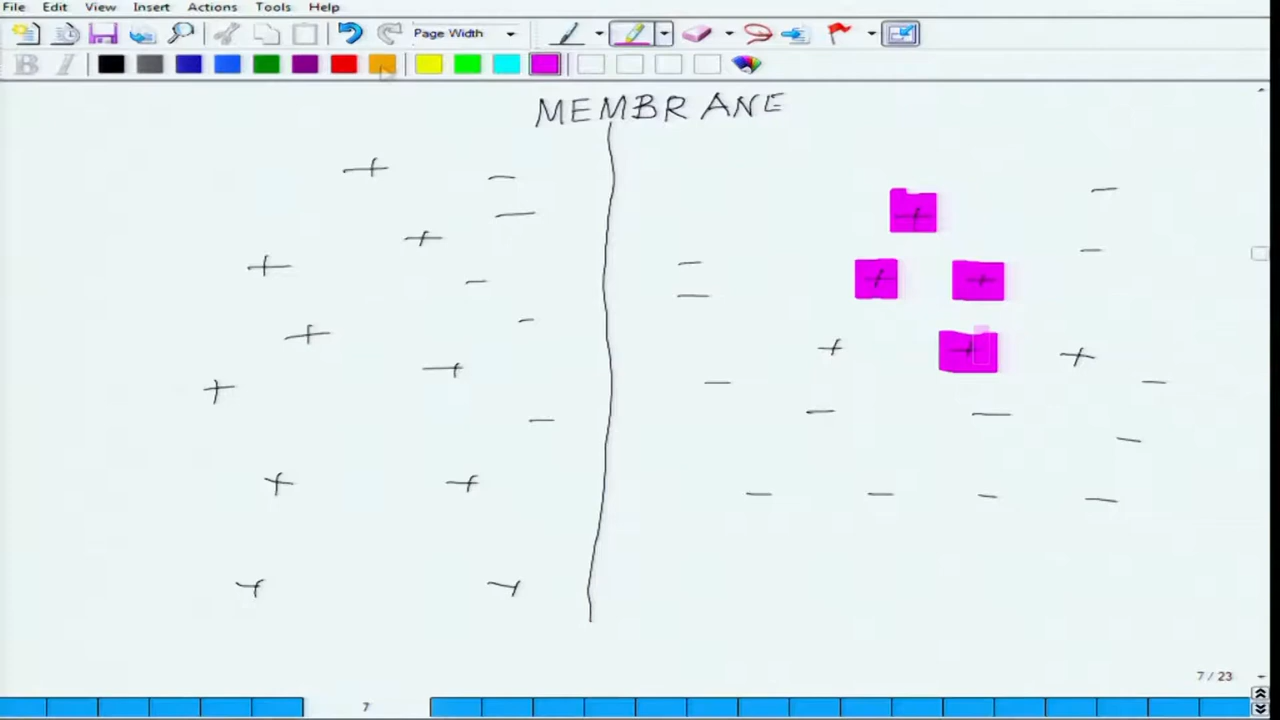 File Edit View Insert Actions Tools Help
Page Width
B I
MEMBRANE
+ -
-
+ -
+ - + -
- + +
-
-
+ + +
+ - -
+ - -
- - -
+ + - - - -
+ +
7 / 23
7